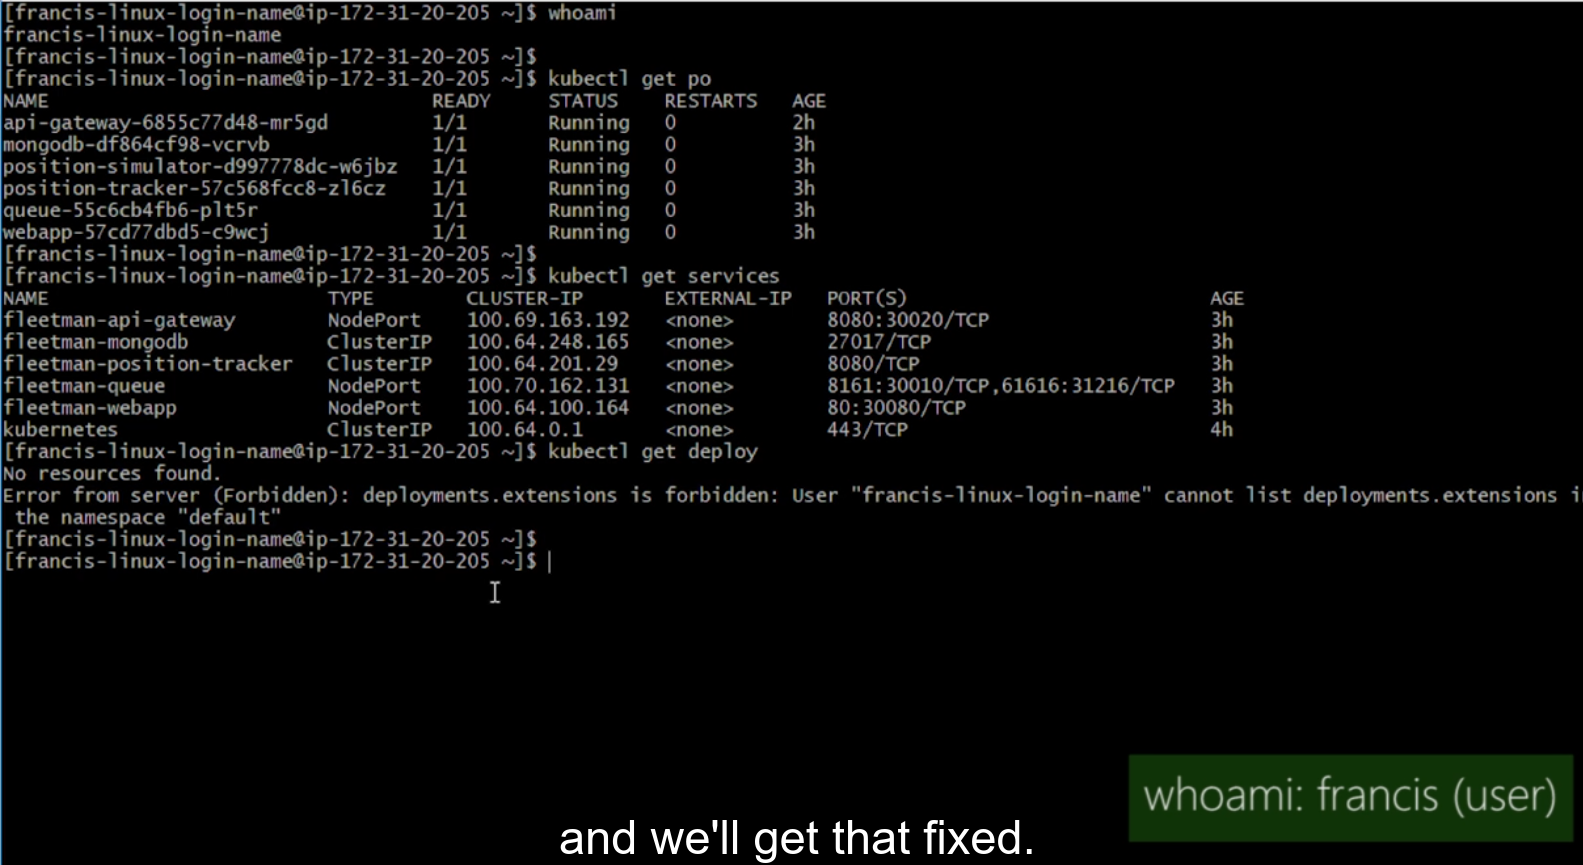 [francis-linux-login-name@ip-172-31-20-205 ~]$ whoami
francis-linux-login-name
[francis-linux-login-name@ip-172-31-20-205 ~]$
[francis-linux-login-name@ip-172-31-20-205 ~]$ kubectl get po
NAME READY STATUS RESTARTS AGE
api-gateway-6855c77d48-mr5gd 1/1 Running 0 2h
mongodb-df864cf98-vcrvb 1/1 Running 0 3h
position-simulator-d997778dc-w6jbz 1/1 Running 0 3h
position-tracker-57c568fcc8-zl6cz 1/1 Running 0 3h
queue-55c6cb4fb6-plt5r 1/1 Running 0 3h
webapp-57cd77dbd5-c9wcj 1/1 Running 0 3h
[francis-linux-login-name@ip-172-31-20-205 ~]$
[francis-linux-login-name@ip-172-31-20-205 ~]$ kubectl get services
NAME TYPE CLUSTER-IP EXTERNAL-IP PORT(S) AGE
fleetman-api-gateway NodePort 100.69.163.192 <none> 8080:30020/TCP 3h
fleetman-mongodb ClusterIP 100.64.248.165 <none> 27017/TCP 3h
fleetman-position-tracker ClusterIP 100.64.201.29 <none> 8080/TCP 3h
fleetman-queue NodePort 100.70.162.131 <none> 8161:30010/TCP,61616:31216/TCP 3h
fleetman-webapp NodePort 100.64.100.164 <none> 80:30080/TCP 3h
kubernetes ClusterIP 100.64.0.1 <none> 443/TCP 4h
[francis-linux-login-name@ip-172-31-20-205 ~]$ kubectl get deploy
No resources found.
Error from server (Forbidden): deployments.extensions is forbidden: User "francis-linux-login-name" cannot list deployments.extensions in
the namespace "default"
[francis-linux-login-name@ip-172-31-20-205 ~]$
[francis-linux-login-name@ip-172-31-20-205 ~]$
whoami: francis (user)
and we'll get that fixed.